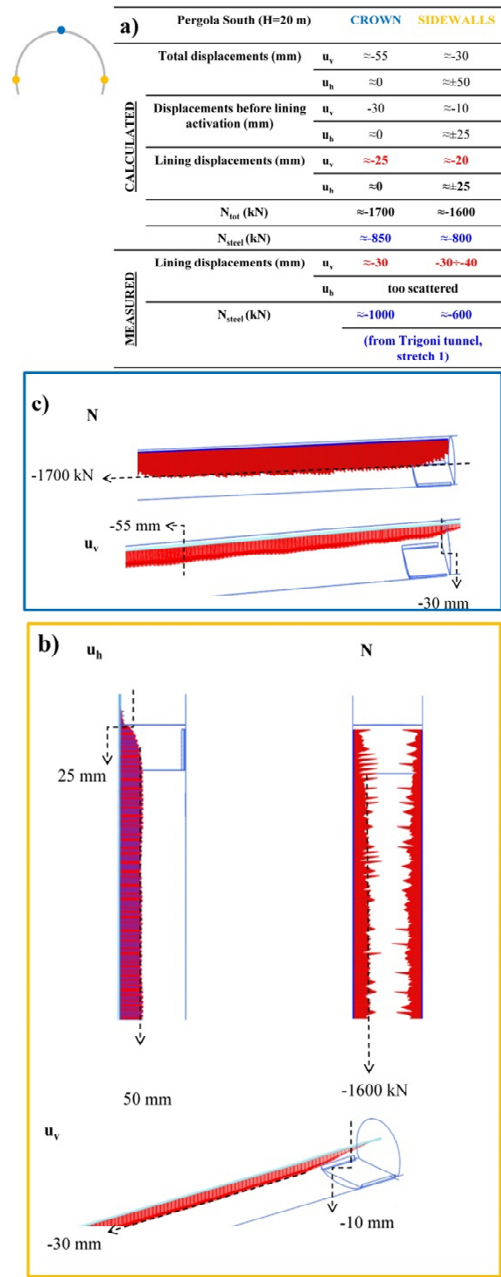 a) Pergola South (H=20 m) CROWN SIDEWALLS
CALCULATED
Total displacements (mm) uᵥ ≈-55 ≈-30
uₕ ≈0 ≈±50
Displacements before lining activation (mm) uᵥ -30 ≈-10
uₕ ≈0 ≈±25
Lining displacements (mm) uᵥ ≈-25 ≈-20
uₕ ≈0 ≈±25
Nₜₒₜ (kN) ≈-1700 ≈-1600
Nₛₜₑₑₗ (kN) ≈-850 ≈-800
MEASURED
Lining displacements (mm) uᵥ ≈-30 -30÷-40
uₕ too scattered
Nₛₜₑₑₗ (kN) ≈-1000 ≈-600
(from Trigoni tunnel,
stretch 1)
c)
N
-1700 kN
-55 mm
uᵥ
-30 mm
b)
uₕ N
25 mm
50 mm -1600 kN
uᵥ
-10 mm
-30 mm